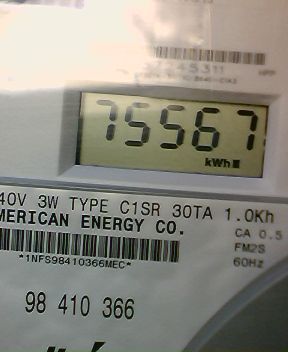 75567
kWh
40V 3W TYPE C1SR 30TA 1.0Kh
MERICAN ENERGY CO.
CA 0.5
FM2S
*1NFS98410366MEC*
60Hz
98 410 366